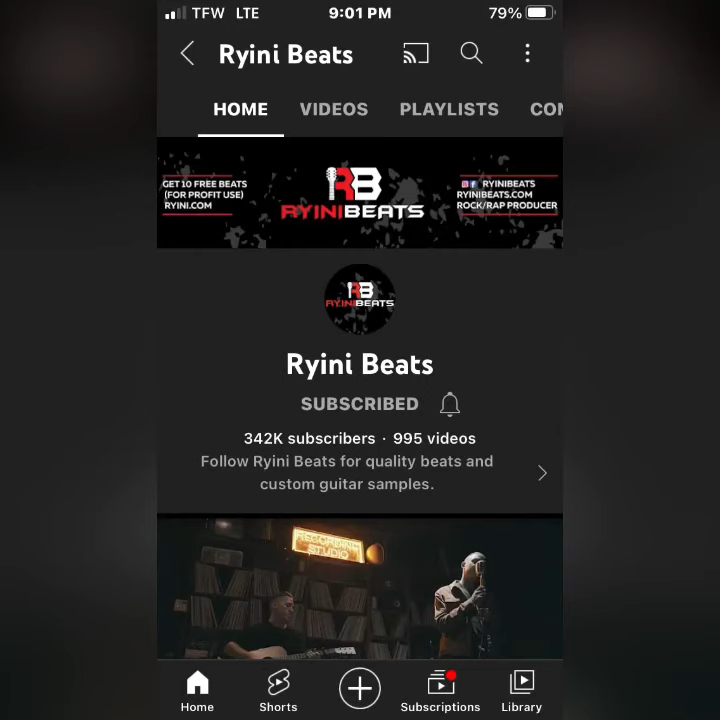 TFW LTE 9:01 PM 79%
Ryini Beats
HOME VIDEOS PLAYLISTS CON
GET 10 FREE BEATS
(FOR PROFIT USE)
RYINI.COM
RB
RYINIBEATS
RYINIBEATS
RYINIBEATS.COM
ROCK/RAP PRODUCER
RB
RYINIBEATS
Ryini Beats
SUBSCRIBED
342K subscribers · 995 videos
Follow Ryini Beats for quality beats and
custom guitar samples.
RECORDING
STUDIO
Home Shorts Subscriptions Library